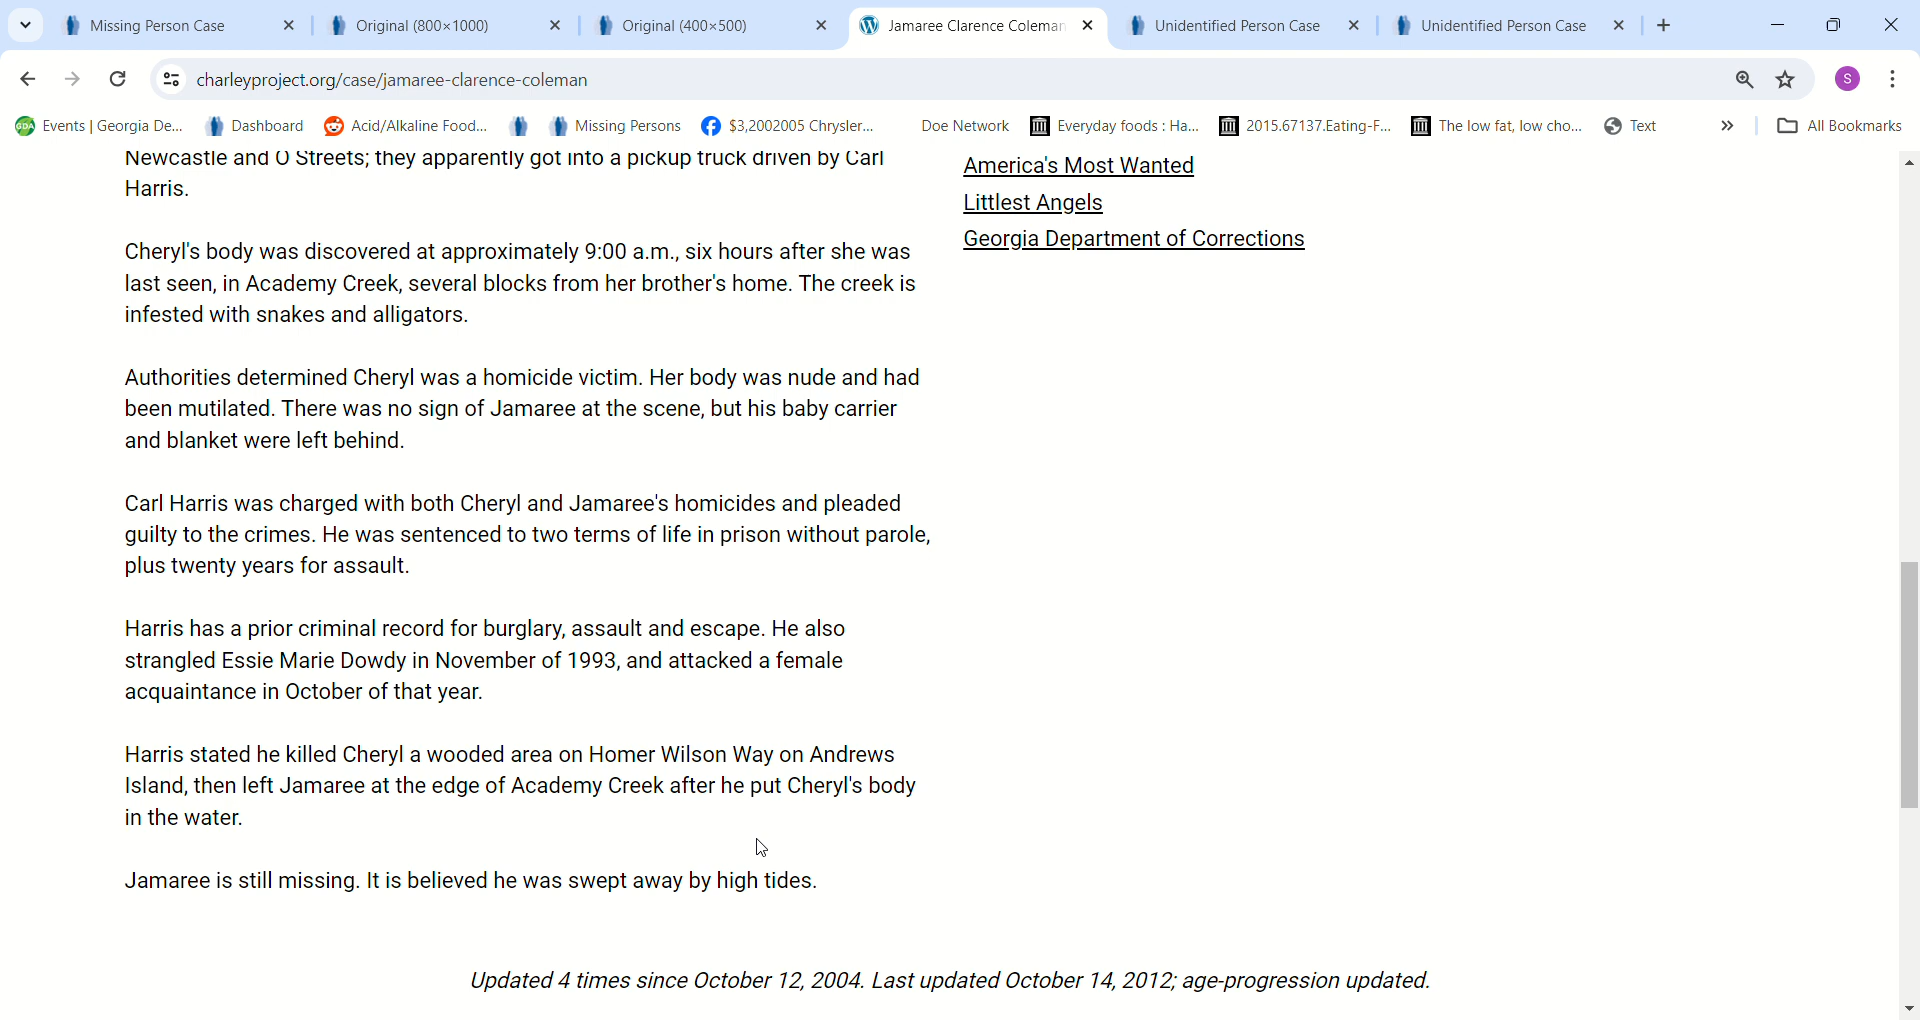 Missing Person Case
Original (800×1000)
Original (400×500)
Jamaree Clarence Coleman
Unidentified Person Case
Unidentified Person Case
charleyproject.org/case/jamaree-clarence-coleman
S
GDA
Events | Georgia De...
Dashboard
Acid/Alkaline Food...
Missing Persons
$3,2002005 Chrysler...
Doe Network
Everyday foods : Ha...
2015.67137.Eating-F...
The low fat, low cho...
Text
All Bookmarks
Newcastle and O Streets; they apparently got into a pickup truck driven by Carl
Harris.
Cheryl's body was discovered at approximately 9:00 a.m., six hours after she was
last seen, in Academy Creek, several blocks from her brother's home. The creek is
infested with snakes and alligators.
Authorities determined Cheryl was a homicide victim. Her body was nude and had
been mutilated. There was no sign of Jamaree at the scene, but his baby carrier
and blanket were left behind.
Carl Harris was charged with both Cheryl and Jamaree's homicides and pleaded
guilty to the crimes. He was sentenced to two terms of life in prison without parole,
plus twenty years for assault.
Harris has a prior criminal record for burglary, assault and escape. He also
strangled Essie Marie Dowdy in November of 1993, and attacked a female
acquaintance in October of that year.
Harris stated he killed Cheryl a wooded area on Homer Wilson Way on Andrews
Island, then left Jamaree at the edge of Academy Creek after he put Cheryl's body
in the water.
Jamaree is still missing. It is believed he was swept away by high tides.
America's Most Wanted
Littlest Angels
Georgia Department of Corrections
Updated 4 times since October 12, 2004. Last updated October 14, 2012; age-progression updated.